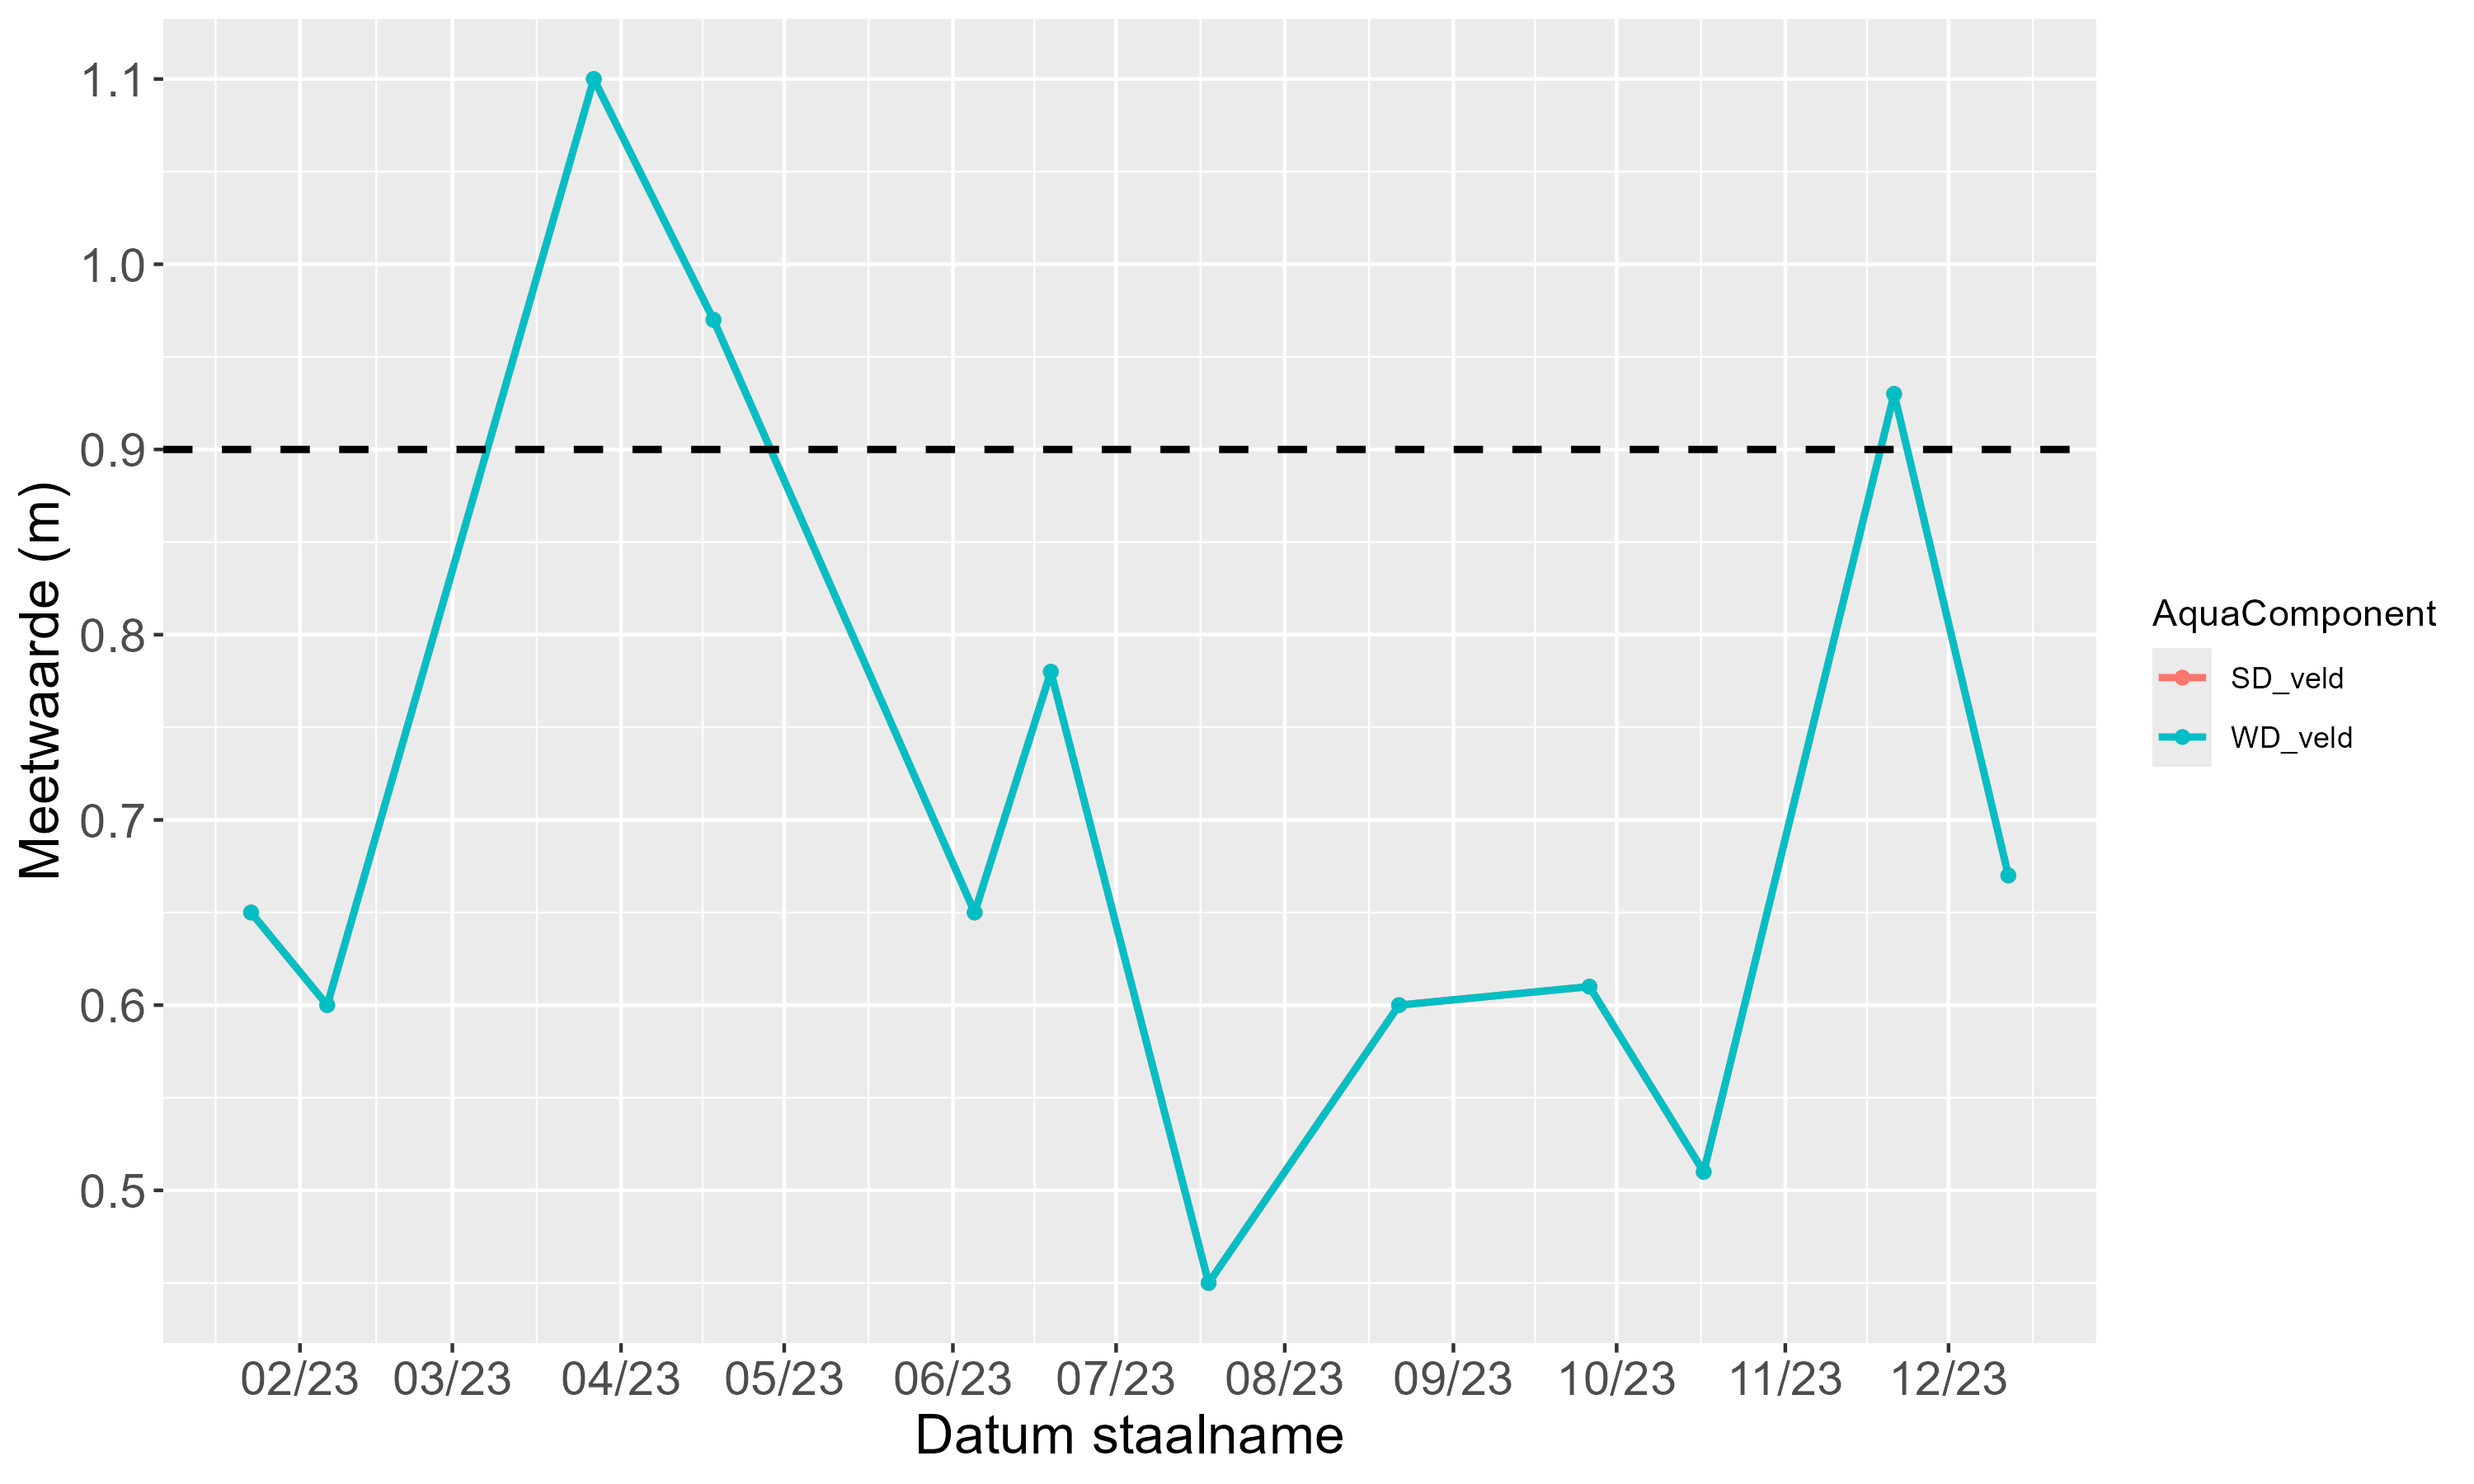 Meetwaarde (m)
1.1
1.0
0.9
0.8
0.7
0.6
0.5
02/23 03/23 04/23 05/23 06/23 07/23 08/23 09/23 10/23 11/23 12/23
Datum staalname
AquaComponent
SD_veld
WD_veld